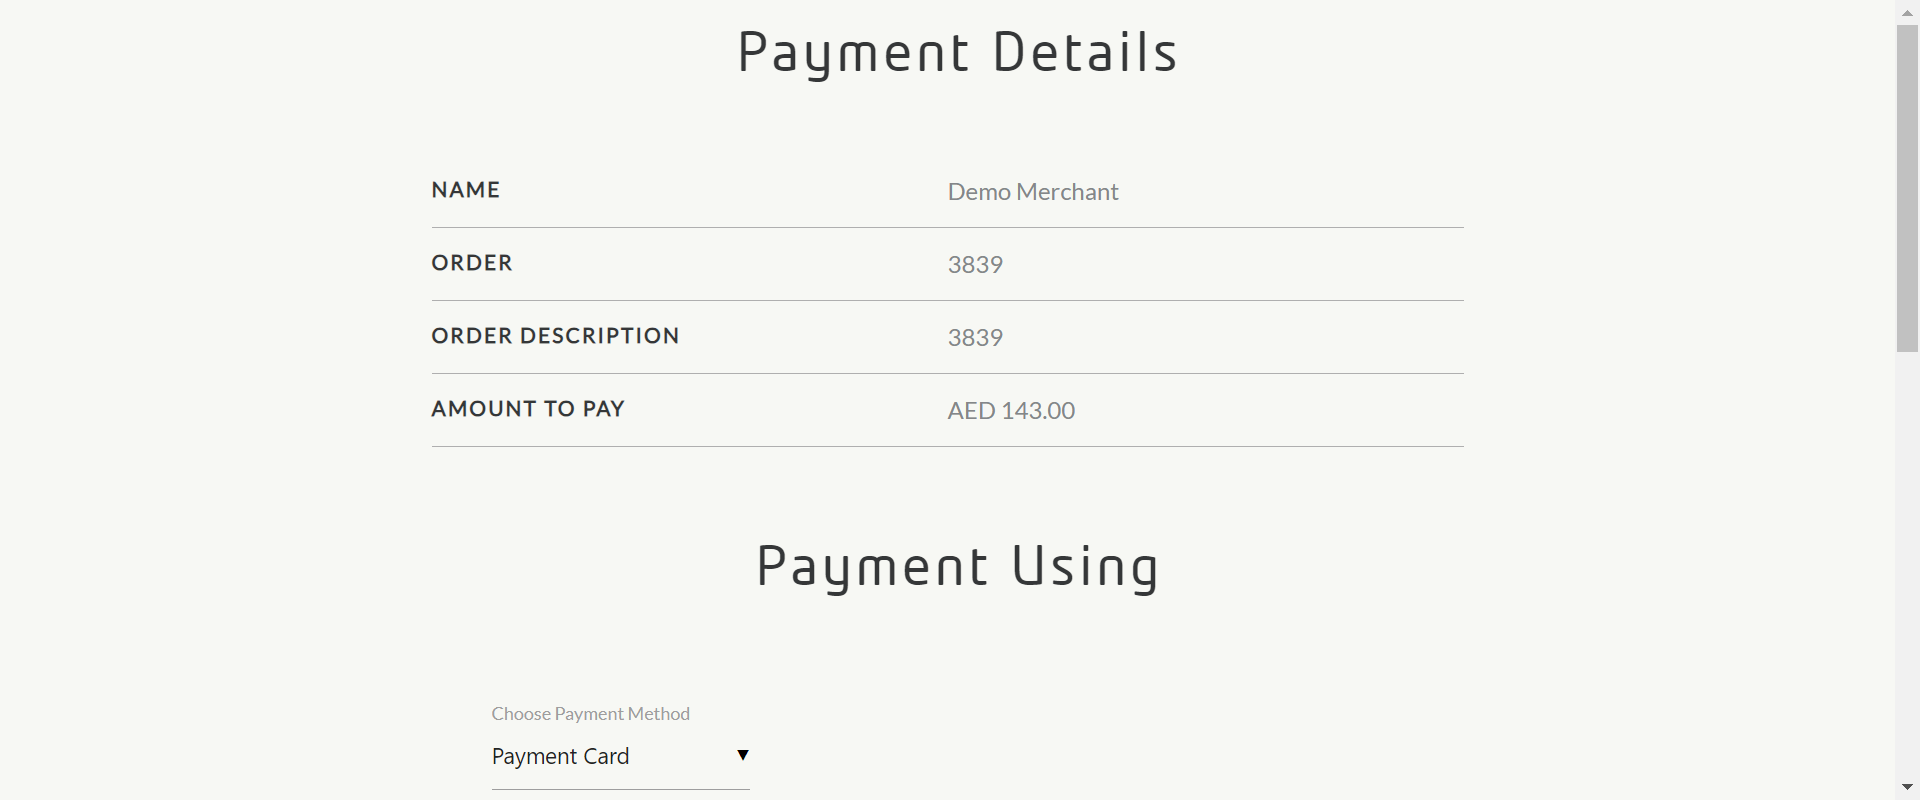 Payment Details
NAME Demo Merchant
ORDER 3839
ORDER DESCRIPTION 3839
AMOUNT TO PAY AED 143.00
Payment Using
Choose Payment Method
Payment Card